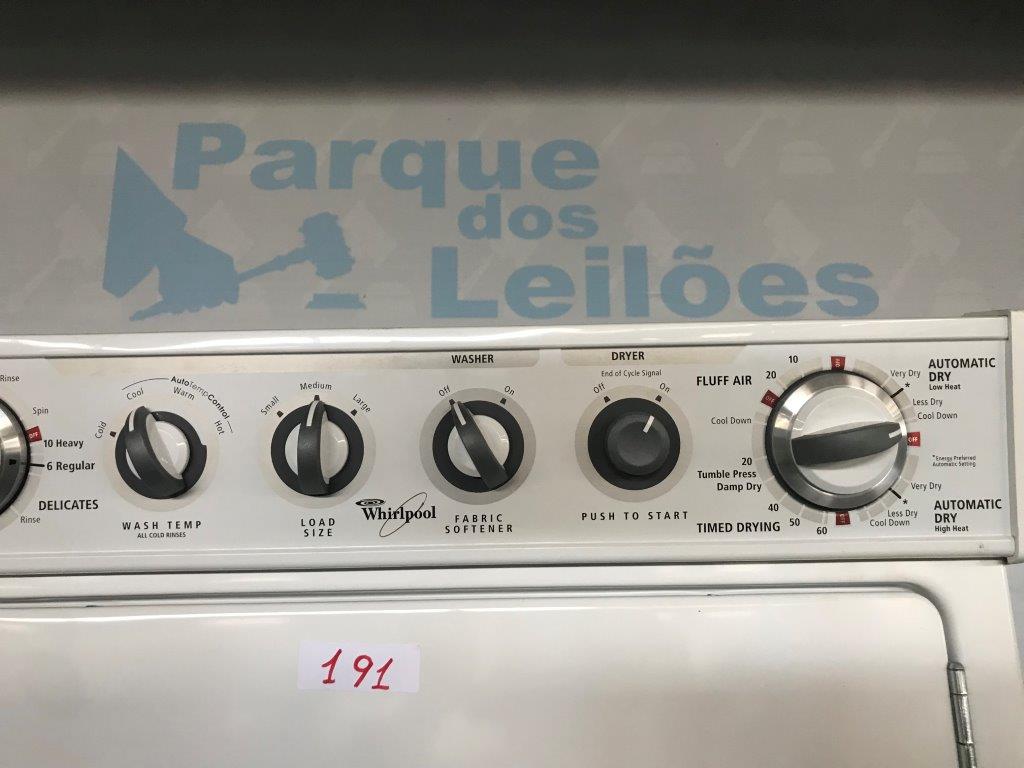 Parque
dos
Leilões
WASHER
DRYER
Rinse
Spin
OFF
10 Heavy
6 Regular
DELICATES
Rinse
Cold
Cool
AutoTempControl
Warm
Hot
WASH TEMP
ALL COLD RINSES
Small
Medium
Large
LOAD
SIZE
Whirlpool
Off
On
FABRIC
SOFTENER
End of Cycle Signal
Off
On
PUSH TO START
FLUFF AIR
10
20
OFF
OFF
Cool Down
20
Tumble Press
Damp Dry
40
50
60
TIMED DRYING
Very Dry
*
Less Dry
Cool Down
AUTOMATIC
DRY
Low Heat
OFF
*Energy Preferred
Automatic Setting
Very Dry
*
Less Dry
Cool Down
OFF
AUTOMATIC
DRY
High Heat
191